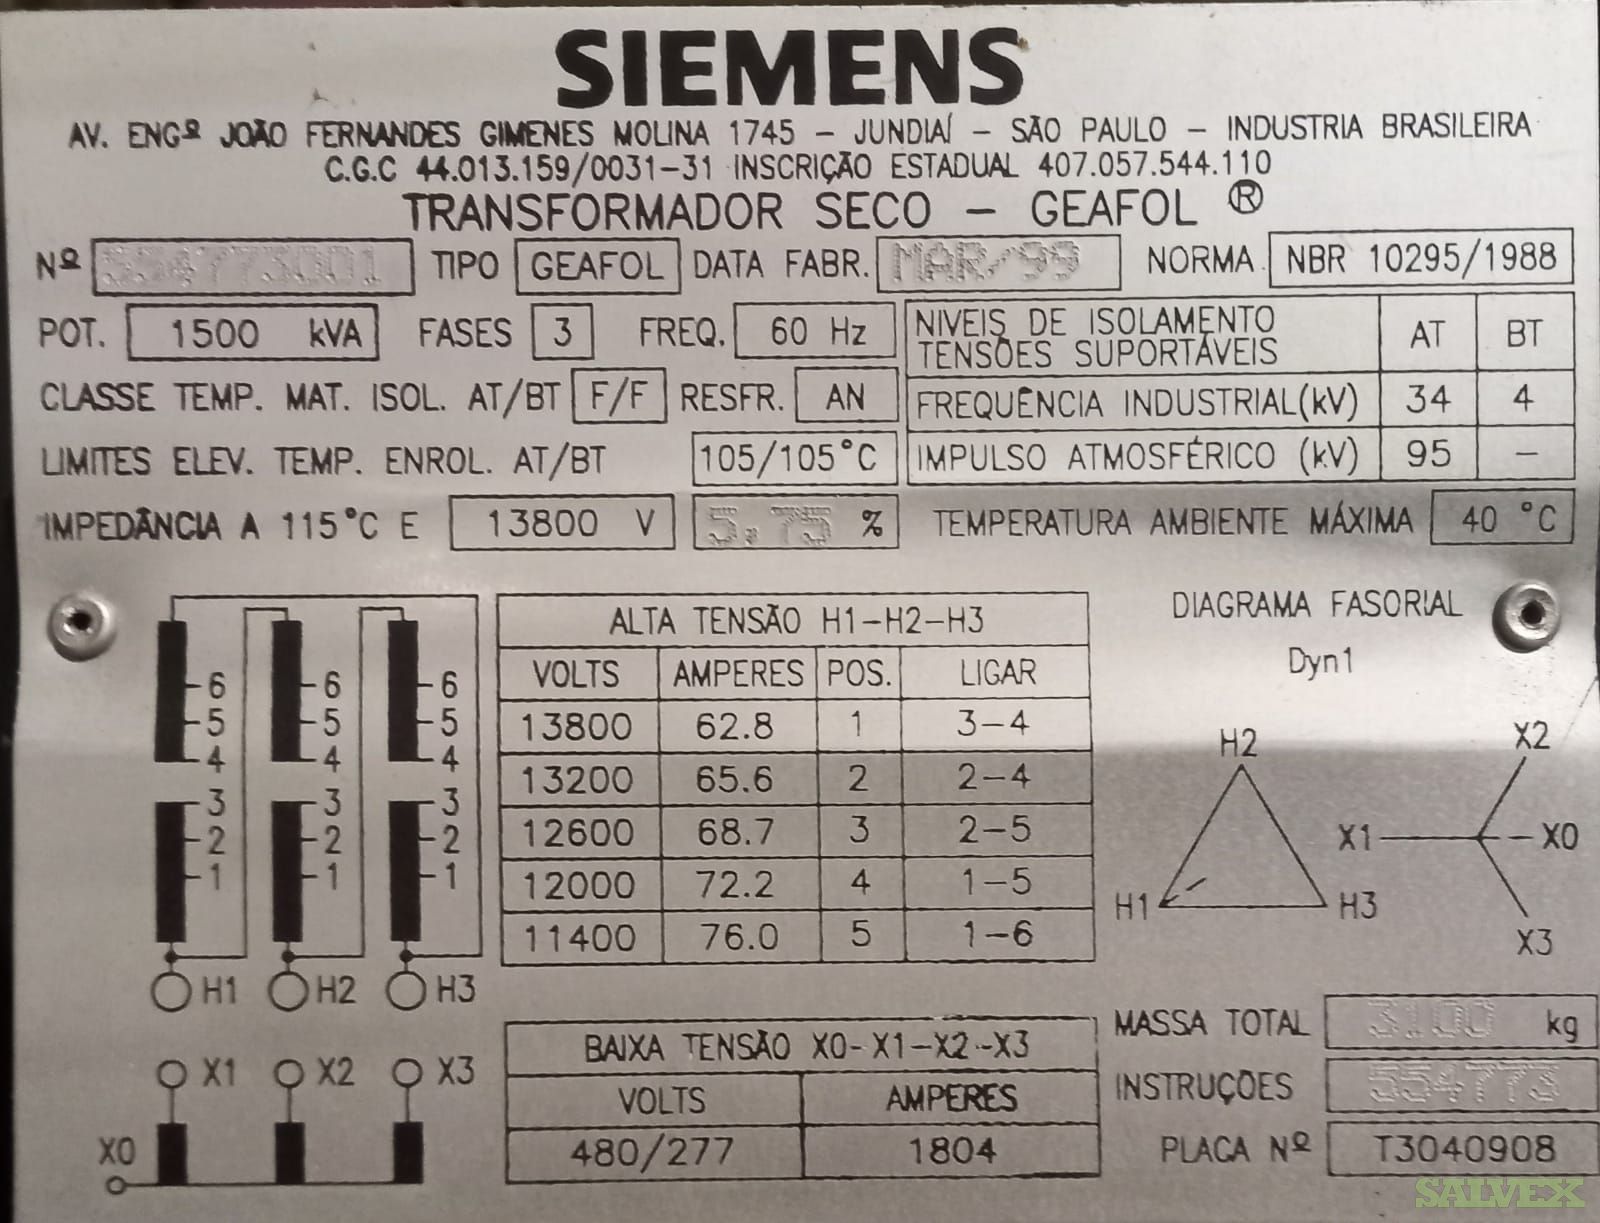 SIEMENS
AV. ENGº JOÃO FERNANDES GIMENES MOLINA 1745 – JUNDIAÍ – SÃO PAULO – INDUSTRIA BRASILEIRA
C.G.C 44.013.159/0031-31 INSCRIÇÃO ESTADUAL 407.057.544.110
TRANSFORMADOR SECO – GEAFOL ®
Nº 554773001 TIPO GEAFOL DATA FABR. MAR/99 NORMA NBR 10295/1988
POT. 1500 kVA FASES 3 FREQ. 60 Hz
NIVEIS DE ISOLAMENTO
TENSÕES SUPORTÁVEIS AT BT
CLASSE TEMP. MAT. ISOL. AT/BT F/F RESFR. AN
FREQUÊNCIA INDUSTRIAL(kV) 34 4
LIMITES ELEV. TEMP. ENROL. AT/BT 105/105°C
IMPULSO ATMOSFÉRICO (kV) 95 –
IMPEDÂNCIA A 115°C E 13800 V 5.75 % TEMPERATURA AMBIENTE MÁXIMA 40 °C
6 6 6
5 5 5
4 4 4
3 3 3
2 2 2
1 1 1
H1 H2 H3
X1 X2 X3
X0
ALTA TENSÃO H1-H2-H3
VOLTS AMPERES POS. LIGAR
13800 62.8 1 3-4
13200 65.6 2 2-4
12600 68.7 3 2-5
12000 72.2 4 1-5
11400 76.0 5 1-6
BAIXA TENSÃO X0-X1-X2-X3
VOLTS AMPERES
480/277 1804
DIAGRAMA FASORIAL
Dyn1
H2 X2
X1 X0
H1 H3
X3
MASSA TOTAL 3100 kg
INSTRUÇÕES 554773
PLACA Nº T3040908
SALVEX